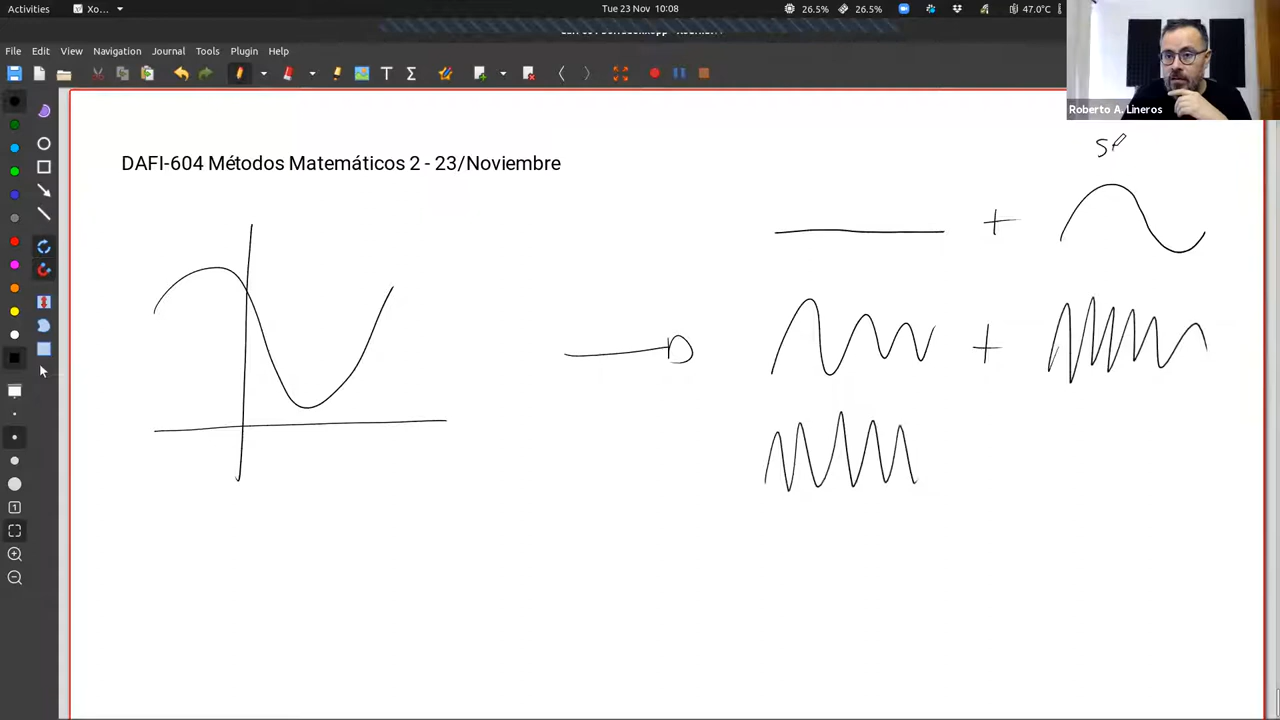 Activities
Xo...
Tue 23 Nov 10:08
26.5%
26.5%
47.0°C
File Edit View Navigation Journal Tools Plugin Help
Roberto A. Lineros
DAFI-604 Métodos Matemáticos 2 - 23/Noviembre
+
+